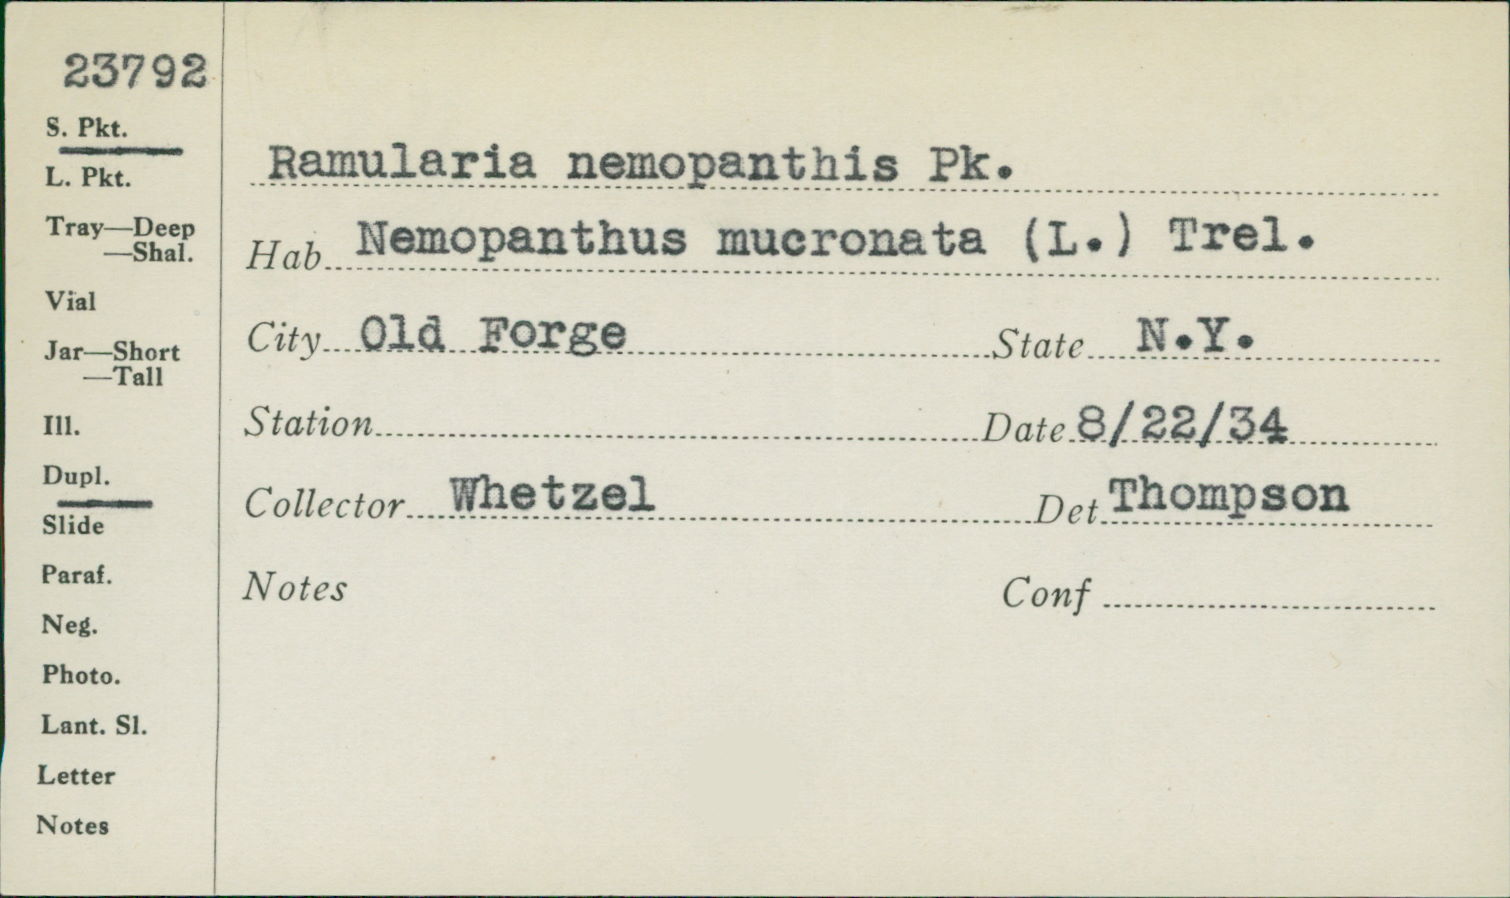 23792
S. Pkt.
L. Pkt.
Tray—Deep
—Shal.
Vial
Jar—Short
—Tall
Ill.
Dupl.
Slide
Paraf.
Neg.
Photo.
Lant. Sl.
Letter
Notes
Ramularia nemopanthis Pk.
Hab Nemopanthus mucronata (L.) Trel.
City Old Forge State N.Y.
Station Date 8/22/34
Collector Whetzel Det Thompson
Notes Conf